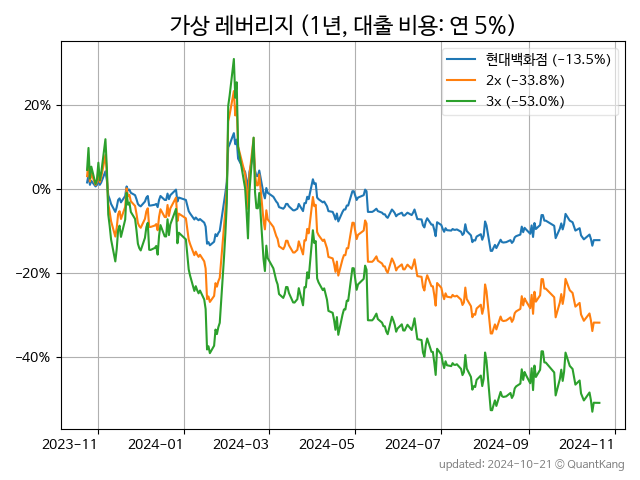 가상 레버리지 (1년, 대출 비용: 연 5%)
현대백화점 (−13.5%)
2x (−33.8%)
3x (−53.0%)
20%
0%
−20%
−40%
2023-11 2024-01 2024-03 2024-05 2024-07 2024-09 2024-11
updated: 2024-10-21 © QuantKang